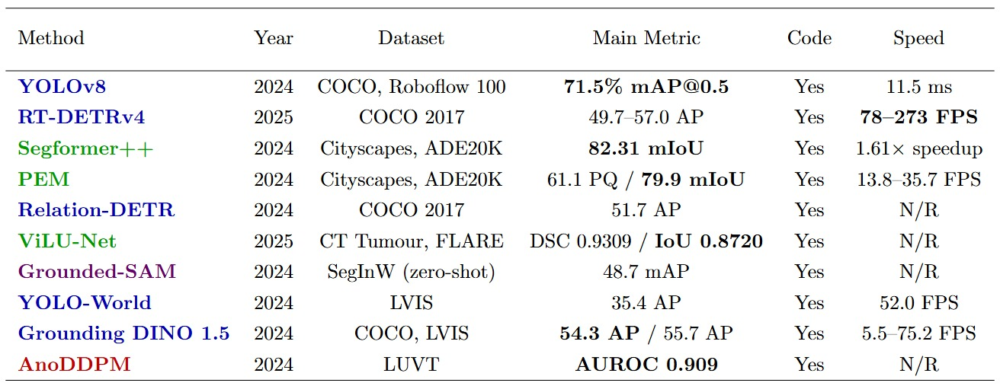 Method Year Dataset Main Metric Code Speed
YOLOv8 2024 COCO, Roboflow 100 71.5% mAP@0.5 Yes 11.5 ms
RT-DETRv4 2025 COCO 2017 49.7–57.0 AP Yes 78–273 FPS
Segformer++ 2024 Cityscapes, ADE20K 82.31 mIoU Yes 1.61× speedup
PEM 2024 Cityscapes, ADE20K 61.1 PQ / 79.9 mIoU Yes 13.8–35.7 FPS
Relation-DETR 2024 COCO 2017 51.7 AP Yes N/R
ViLU-Net 2025 CT Tumour, FLARE DSC 0.9309 / IoU 0.8720 Yes N/R
Grounded-SAM 2024 SegInW (zero-shot) 48.7 mAP Yes N/R
YOLO-World 2024 LVIS 35.4 AP Yes 52.0 FPS
Grounding DINO 1.5 2024 COCO, LVIS 54.3 AP / 55.7 AP Yes 5.5–75.2 FPS
AnoDDPM 2024 LUVT AUROC 0.909 Yes N/R